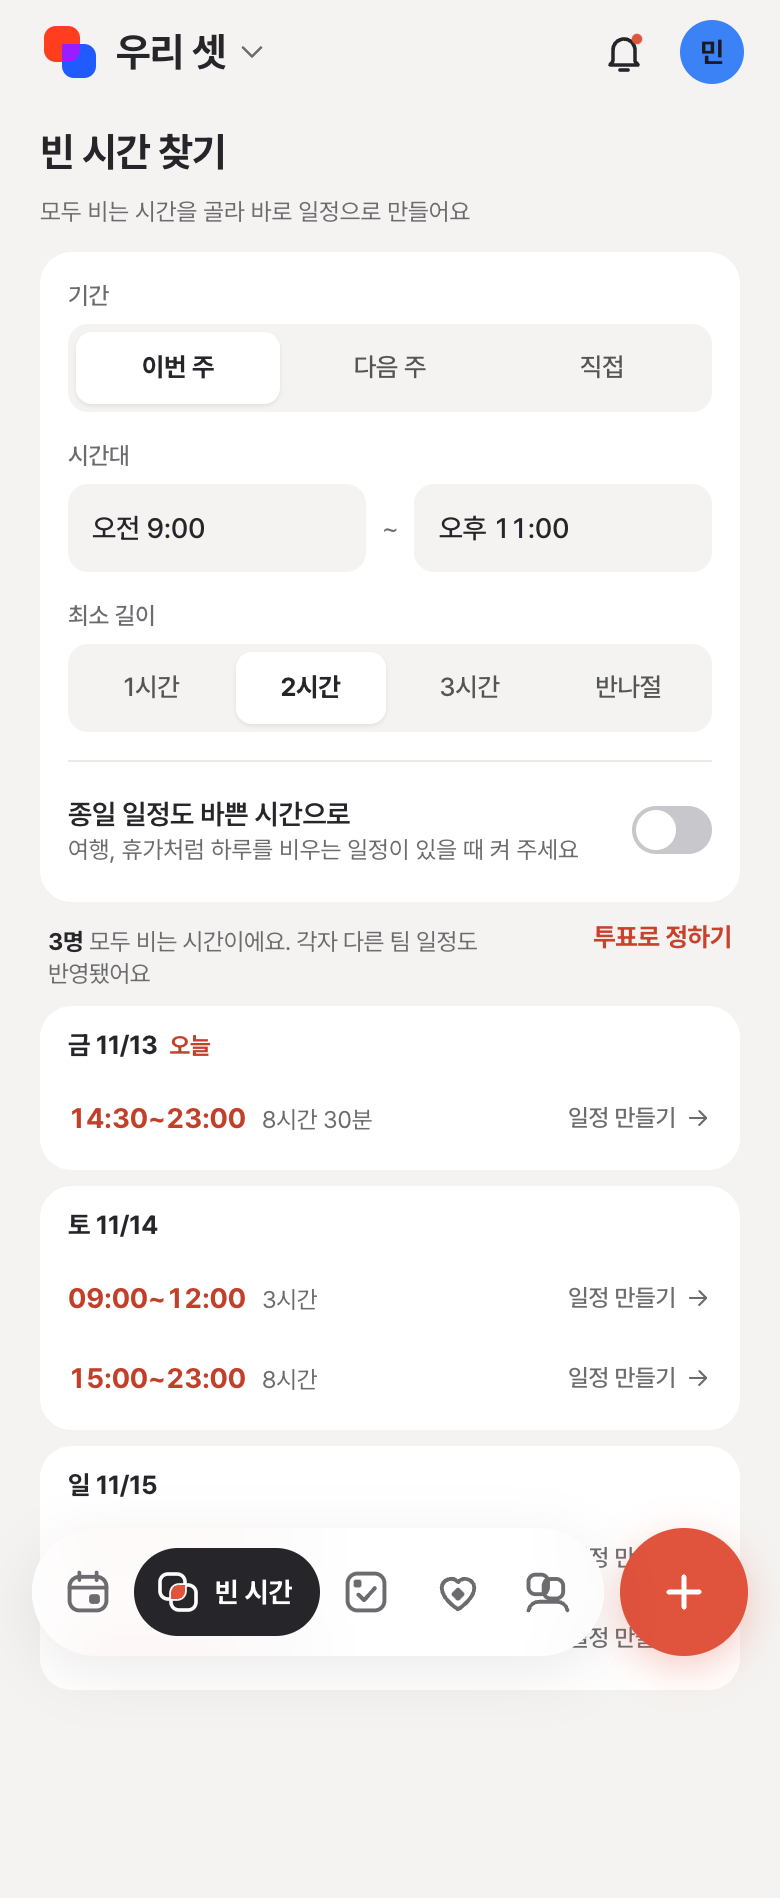 우리 셋
민
빈 시간 찾기
모두 비는 시간을 골라 바로 일정으로 만들어요
기간
이번 주 다음 주 직접
시간대
오전 9:00 ~ 오후 11:00
최소 길이
1시간 2시간 3시간 반나절
종일 일정도 바쁜 시간으로
여행, 휴가처럼 하루를 비우는 일정이 있을 때 켜 주세요
3명 모두 비는 시간이에요. 각자 다른 팀 일정도
반영됐어요
투표로 정하기
금 11/13 오늘
14:30~23:00 8시간 30분 일정 만들기 →
토 11/14
09:00~12:00 3시간 일정 만들기 →
15:00~23:00 8시간 일정 만들기 →
일 11/15
빈 시간